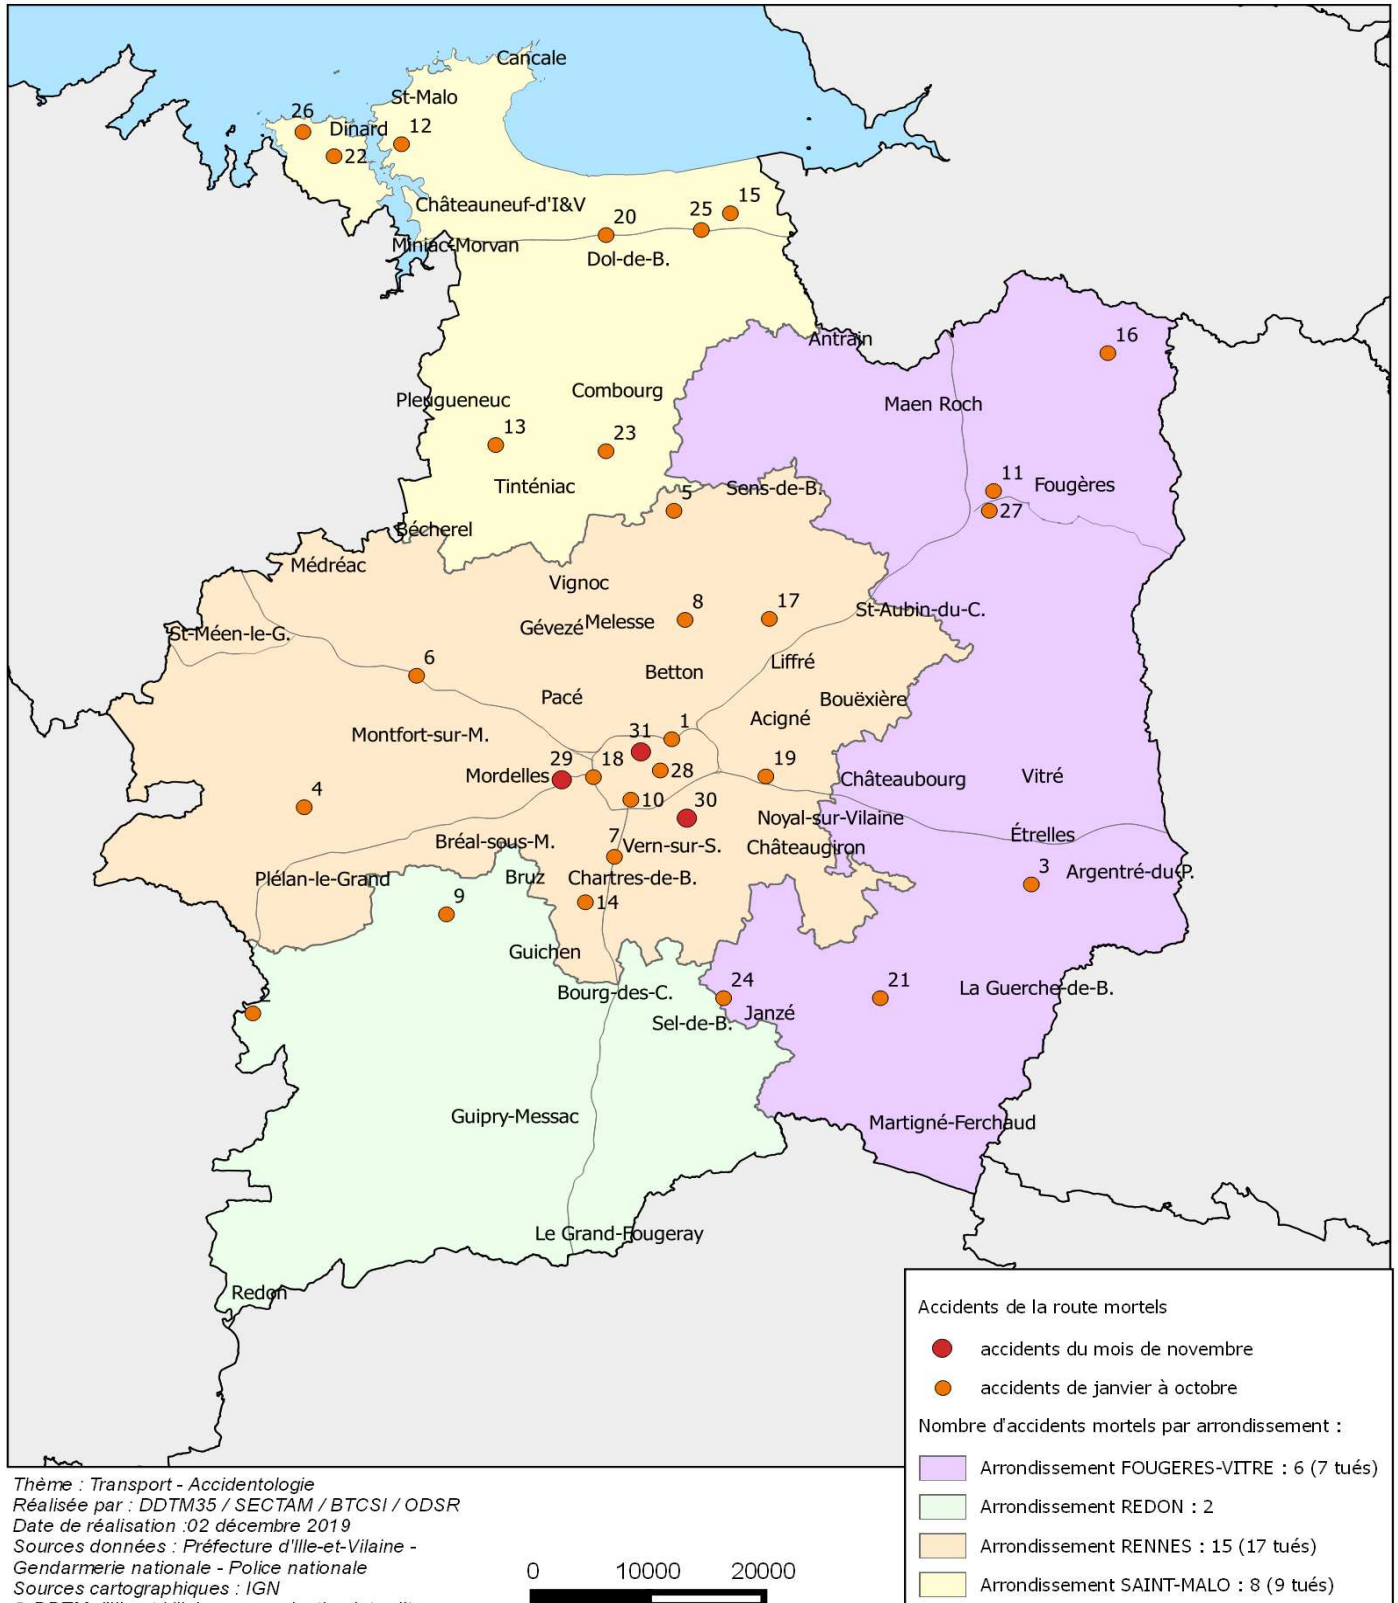 Cancale
St-Malo
26
Dinard
12
22
Châteauneuf-d'I&V
15
20
25
Miniac-Morvan
Dol-de-B.
Antrain
16
Combourg
Pleugueneuc
Maen Roch
13
23
Tinténiac
Sens-de-B.
11
Fougères
5
27
Bécherel
Médréac
Vignoc
8
17
St-Aubin-du-C.
Gévezé
Melesse
St-Méen-le-G.
6
Liffré
Betton
Pacé
Bouëxière
Acigné
1
31
Montfort-sur-M.
29
18
28
19
Mordelles
Châteaubourg
Vitré
4
10
30
Noyal-sur-Vilaine
Étrelles
7
Bréal-sous-M.
Vern-sur-S.
Châteaugiron
3
Argentré-du-P.
Plélan-le-Grand
Bruz
Chartres-de-B.
9
14
Guichen
24
21
La Guerche-de-B.
Bourg-des-C.
Janzé
Sel-de-B.
Guipry-Messac
Martigné-Ferchaud
Le Grand-Fougeray
Redon
Accidents de la route mortels
accidents du mois de novembre
accidents de janvier à octobre
Nombre d'accidents mortels par arrondissement :
Arrondissement FOUGERES-VITRE : 6 (7 tués)
Arrondissement REDON : 2
Arrondissement RENNES : 15 (17 tués)
Arrondissement SAINT-MALO : 8 (9 tués)
Thème : Transport - Accidentologie
Réalisée par : DDTM35 / SECTAM / BTCSI / ODSR
Date de réalisation :02 décembre 2019
Sources données : Préfecture d'Ille-et-Vilaine -
Gendarmerie nationale - Police nationale
Sources cartographiques : IGN
0 10000 20000